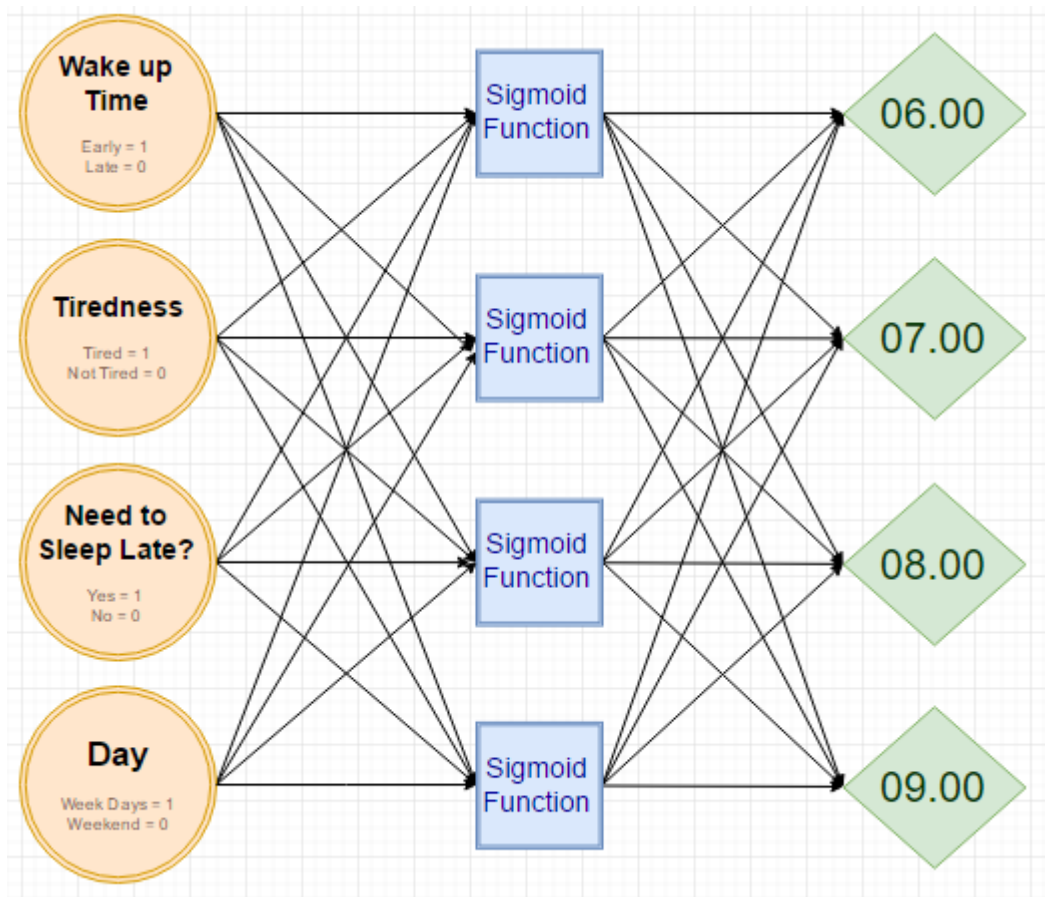 Wake up
Time
Early = 1
Late = 0
Sigmoid
Function
06.00
Tiredness
Tired = 1
Not Tired = 0
Sigmoid
Function
07.00
Need to
Sleep Late?
Yes = 1
No = 0
Sigmoid
Function
08.00
Day
Week Days = 1
Weekend = 0
Sigmoid
Function
09.00